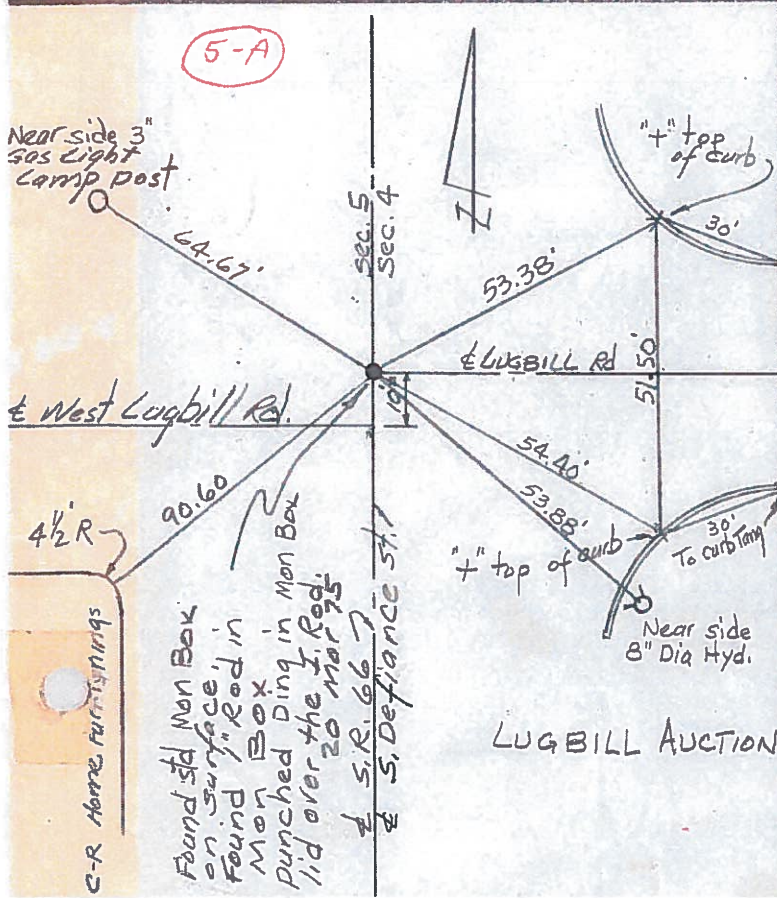 5-A
Near side 3"
Gas Light
Lamp post
64.67'
Sec. 5
Sec. 4
N
"+" top
of curb
30'
53.38'
℄ LUGBILL Rd
51.50'
℄ West Lugbill Rd.
10'
54.40'
53.88'
90.60
4½' R
"+" top of curb
30'
To curb Tang
Near side
8" Dia Hyd.
C-R Home Furnishings
Found std Mon Box
on surface,
Found 1" Rod in
Mon Box
punched Ding in Mon Box
lid over the I. Rod.
20 Mar 75
℄ S.R. 66
℄ S. Defiance St.
LUGBILL AUCTION